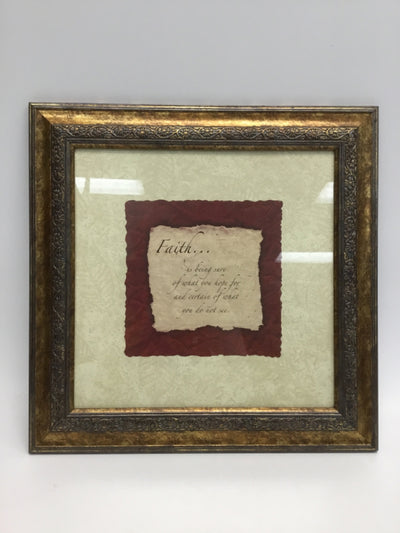 Faith...
is being sure
of what you hope for
and certain of what
you do not see.